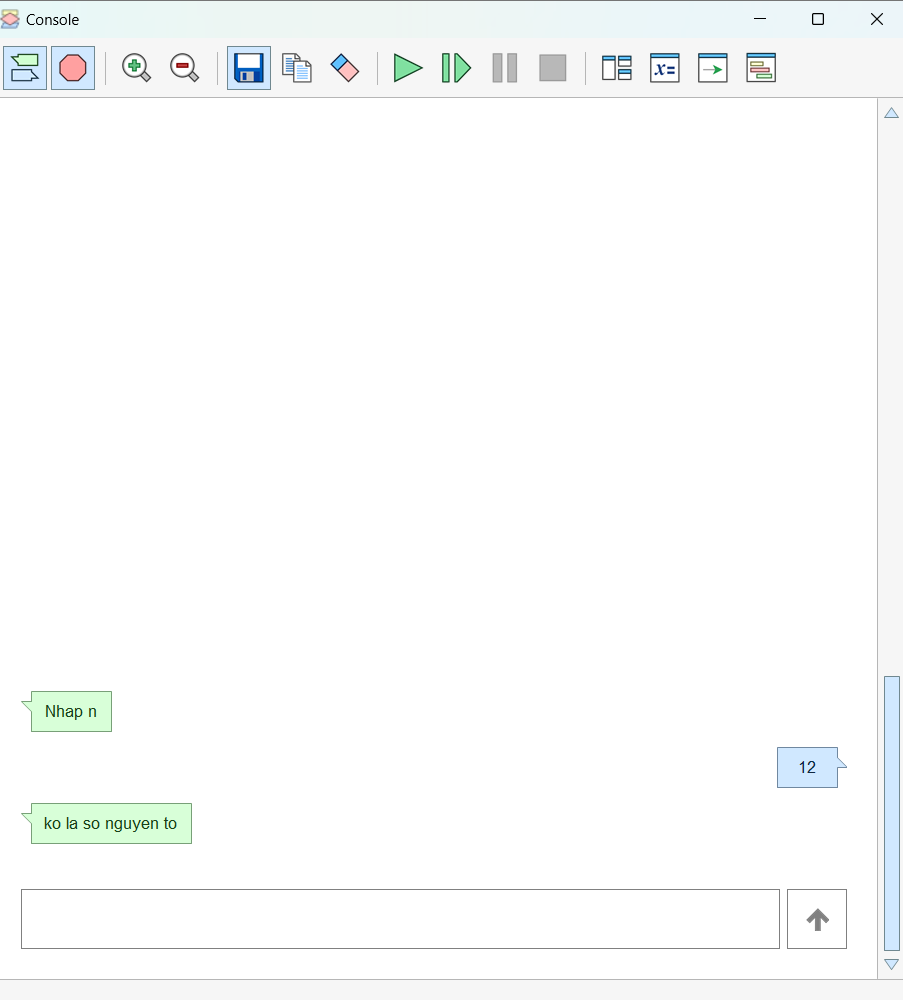 Console
x=
Nhap n
12
ko la so nguyen to